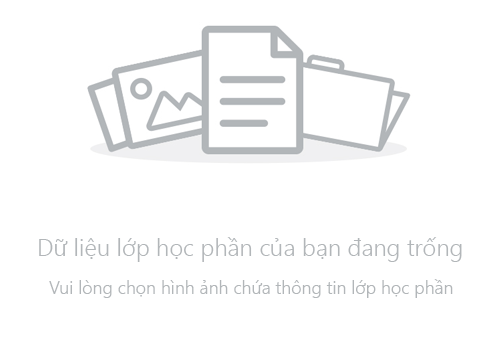 Dữ liệu lớp học phần của bạn đang trống
Vui lòng chọn hình ảnh chứa thông tin lớp học phần